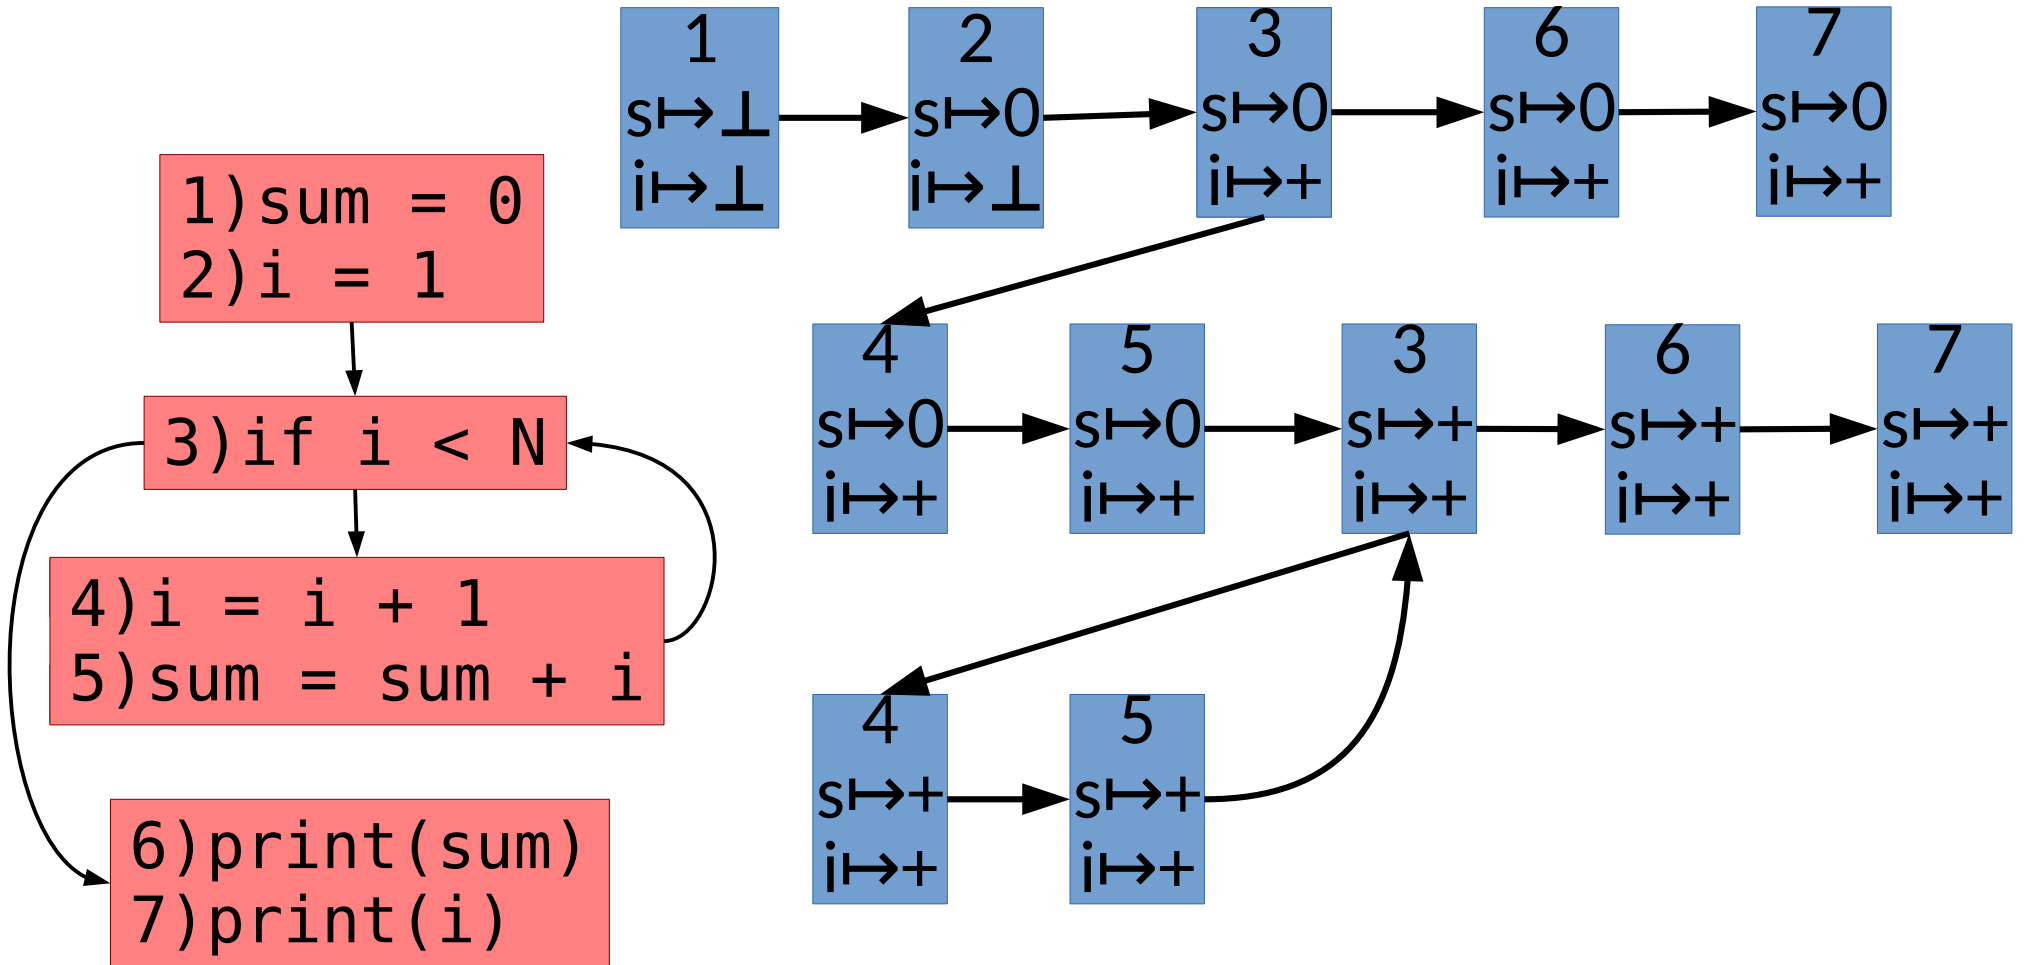 1)sum = 0
2)i = 1
3)if i < N
4)i = i + 1
5)sum = sum + i
6)print(sum)
7)print(i)
1
s↦⊥
i↦⊥
2
s↦0
i↦⊥
3
s↦0
i↦+
6
s↦0
i↦+
7
s↦0
i↦+
4
s↦0
i↦+
5
s↦0
i↦+
3
s↦+
i↦+
6
s↦+
i↦+
7
s↦+
i↦+
4
s↦+
i↦+
5
s↦+
i↦+